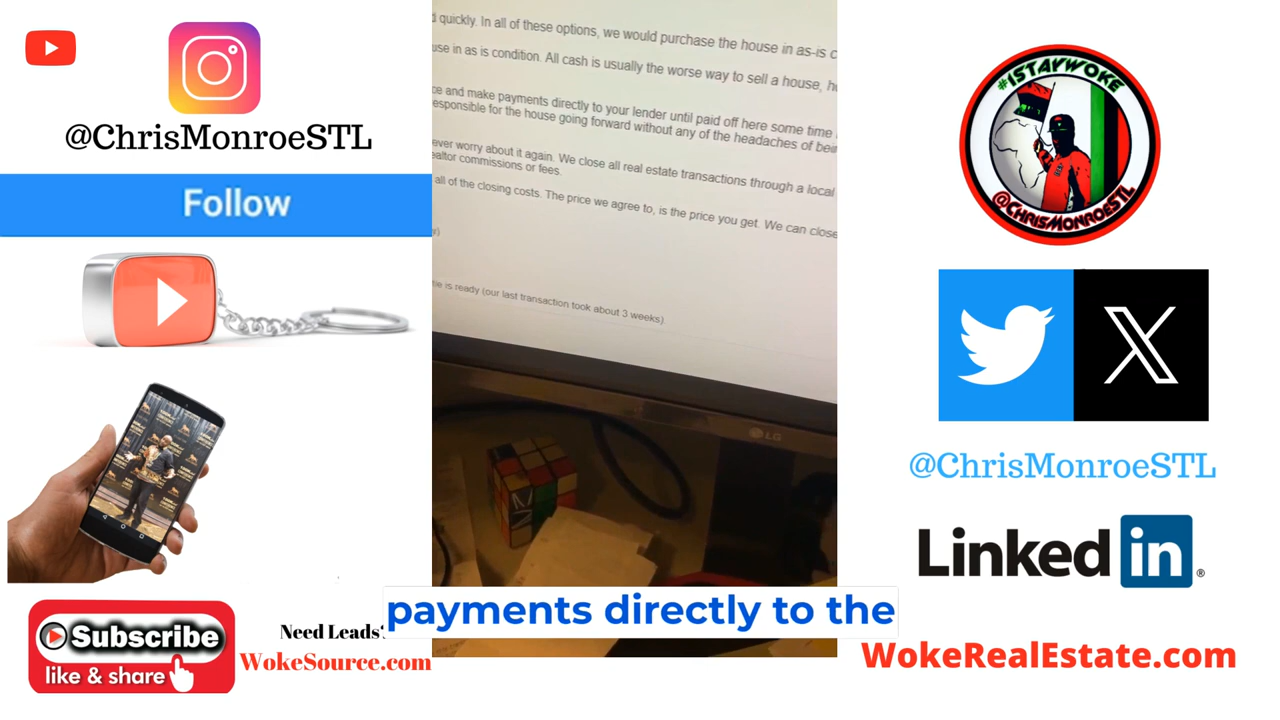 @ChrisMonroeSTL
Follow
Subscribe
like & share
Need Leads?
WokeSource.com
quickly. In all of these options, we would purchase the house in as-is
in as is condition. All cash is usually the worse way to sell a house,
and make payments directly to your lender until paid off here some time
responsible for the house going forward without any of the headaches of
ever worry about it again. We close all real estate transactions through a local
realtor commissions or fees.
all of the closing costs. The price we agree to, is the price you get. We can close
is ready (our last transaction took about 3 weeks)
LG
payments directly to the
#ISTAYWOKE
@CHRISMONROESTL
@ChrisMonroeSTL
Linked in
WokeRealEstate.com